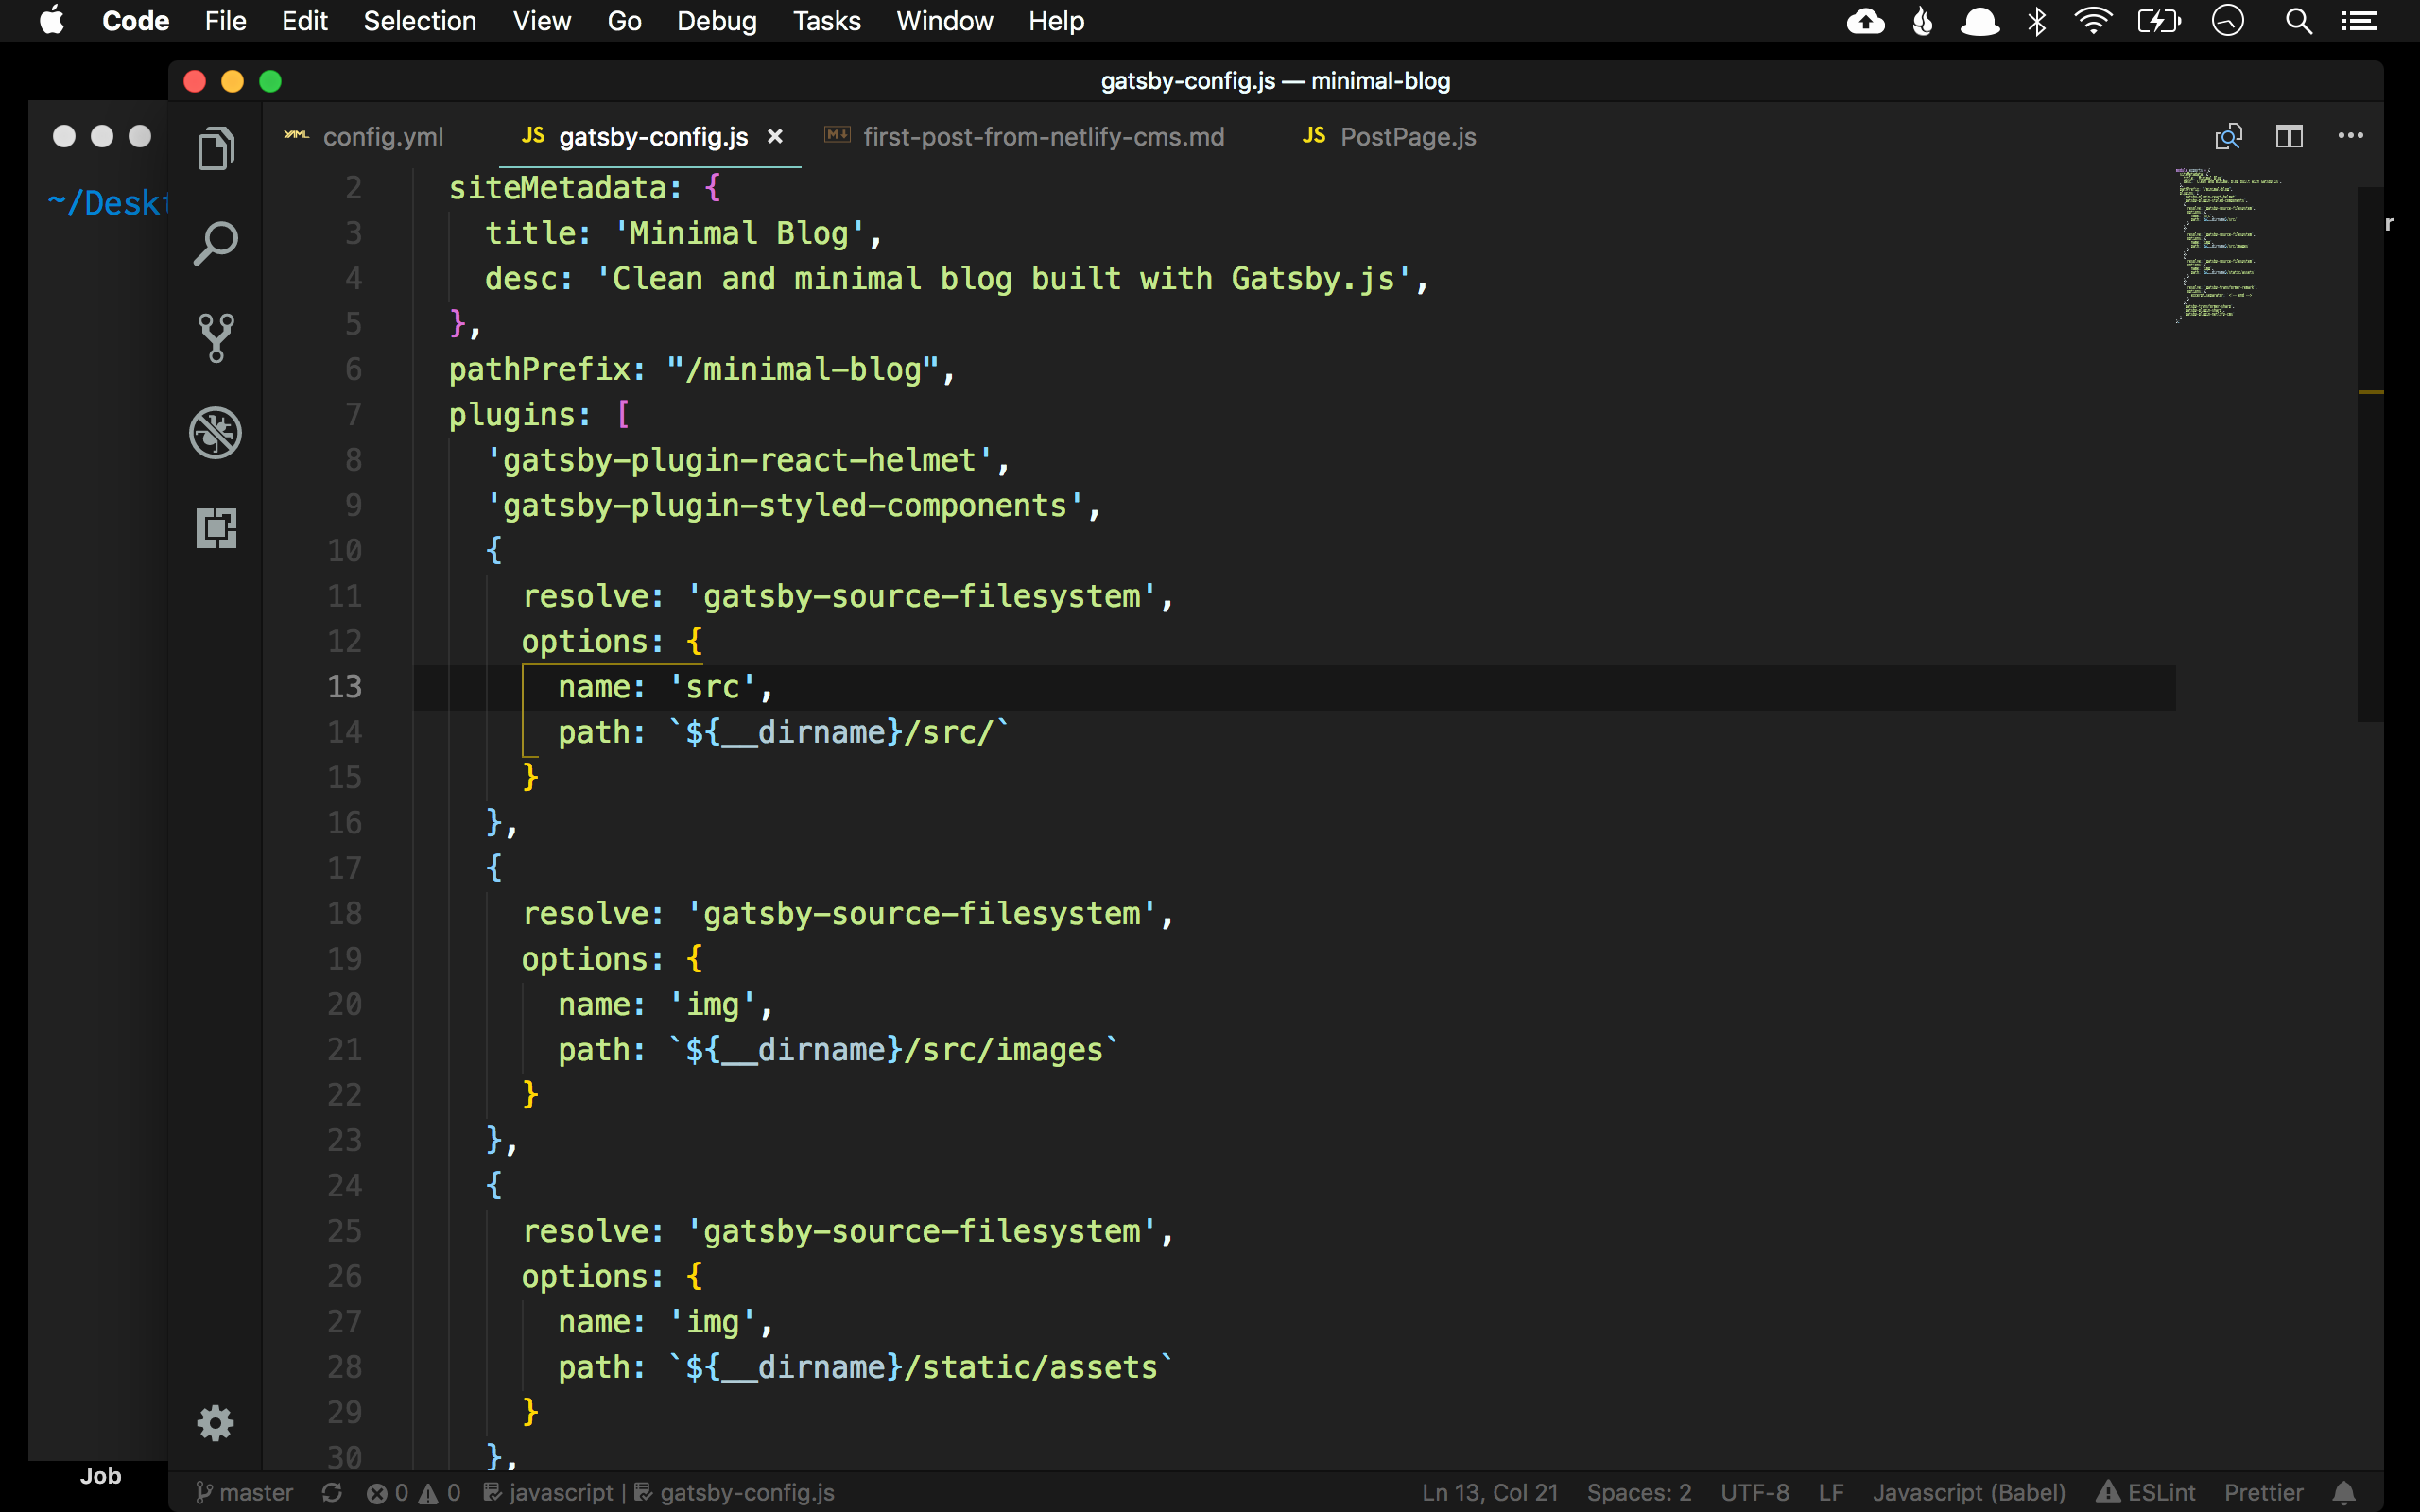 Code File Edit Selection View Go Debug Tasks Window Help
gatsby-config.js — minimal-blog
config.yml
JS gatsby-config.js ×
first-post-from-netlify-cms.md
JS PostPage.js
~/Deskt
r
2 siteMetadata: {
3 title: 'Minimal Blog',
4 desc: 'Clean and minimal blog built with Gatsby.js',
5 },
6 pathPrefix: "/minimal-blog",
7 plugins: [
8 'gatsby-plugin-react-helmet',
9 'gatsby-plugin-styled-components',
10 {
11 resolve: 'gatsby-source-filesystem',
12 options: {
13 name: 'src',
14 path: `${__dirname}/src/`
15 }
16 },
17 {
18 resolve: 'gatsby-source-filesystem',
19 options: {
20 name: 'img',
21 path: `${__dirname}/src/images`
22 }
23 },
24 {
25 resolve: 'gatsby-source-filesystem',
26 options: {
27 name: 'img',
28 path: `${__dirname}/static/assets`
29 }
30 },
Job
master 0 0 javascript | gatsby-config.js Ln 13, Col 21 Spaces: 2 UTF-8 LF Javascript (Babel) ESLint Prettier